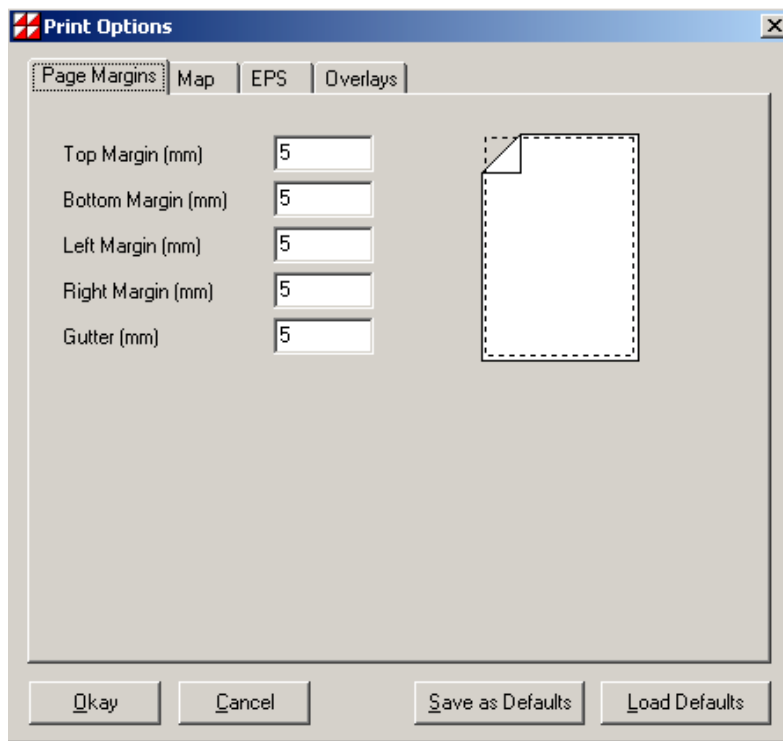 Print Options
Page Margins Map EPS Overlays
Top Margin (mm) 5
Bottom Margin (mm) 5
Left Margin (mm) 5
Right Margin (mm) 5
Gutter (mm) 5
Okay Cancel Save as Defaults Load Defaults